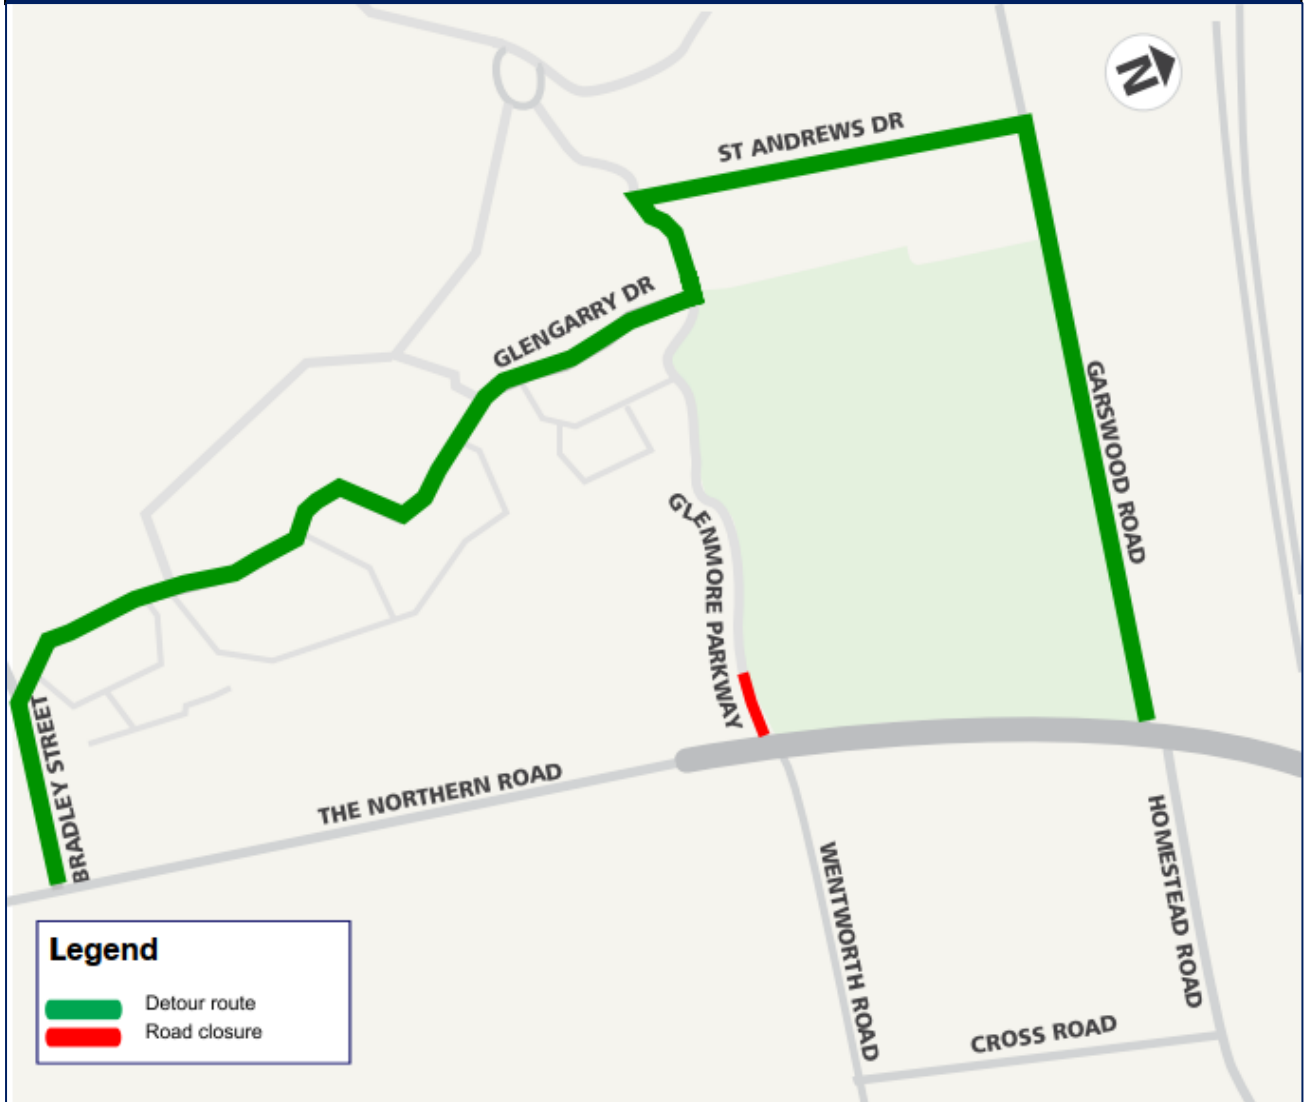 N
ST ANDREWS DR
GLENGARRY DR
GARSWOOD ROAD
GLENMORE PARKWAY
BRADLEY STREET
THE NORTHERN ROAD
HOMESTEAD ROAD
WENTWORTH ROAD
CROSS ROAD
Legend
Detour route
Road closure